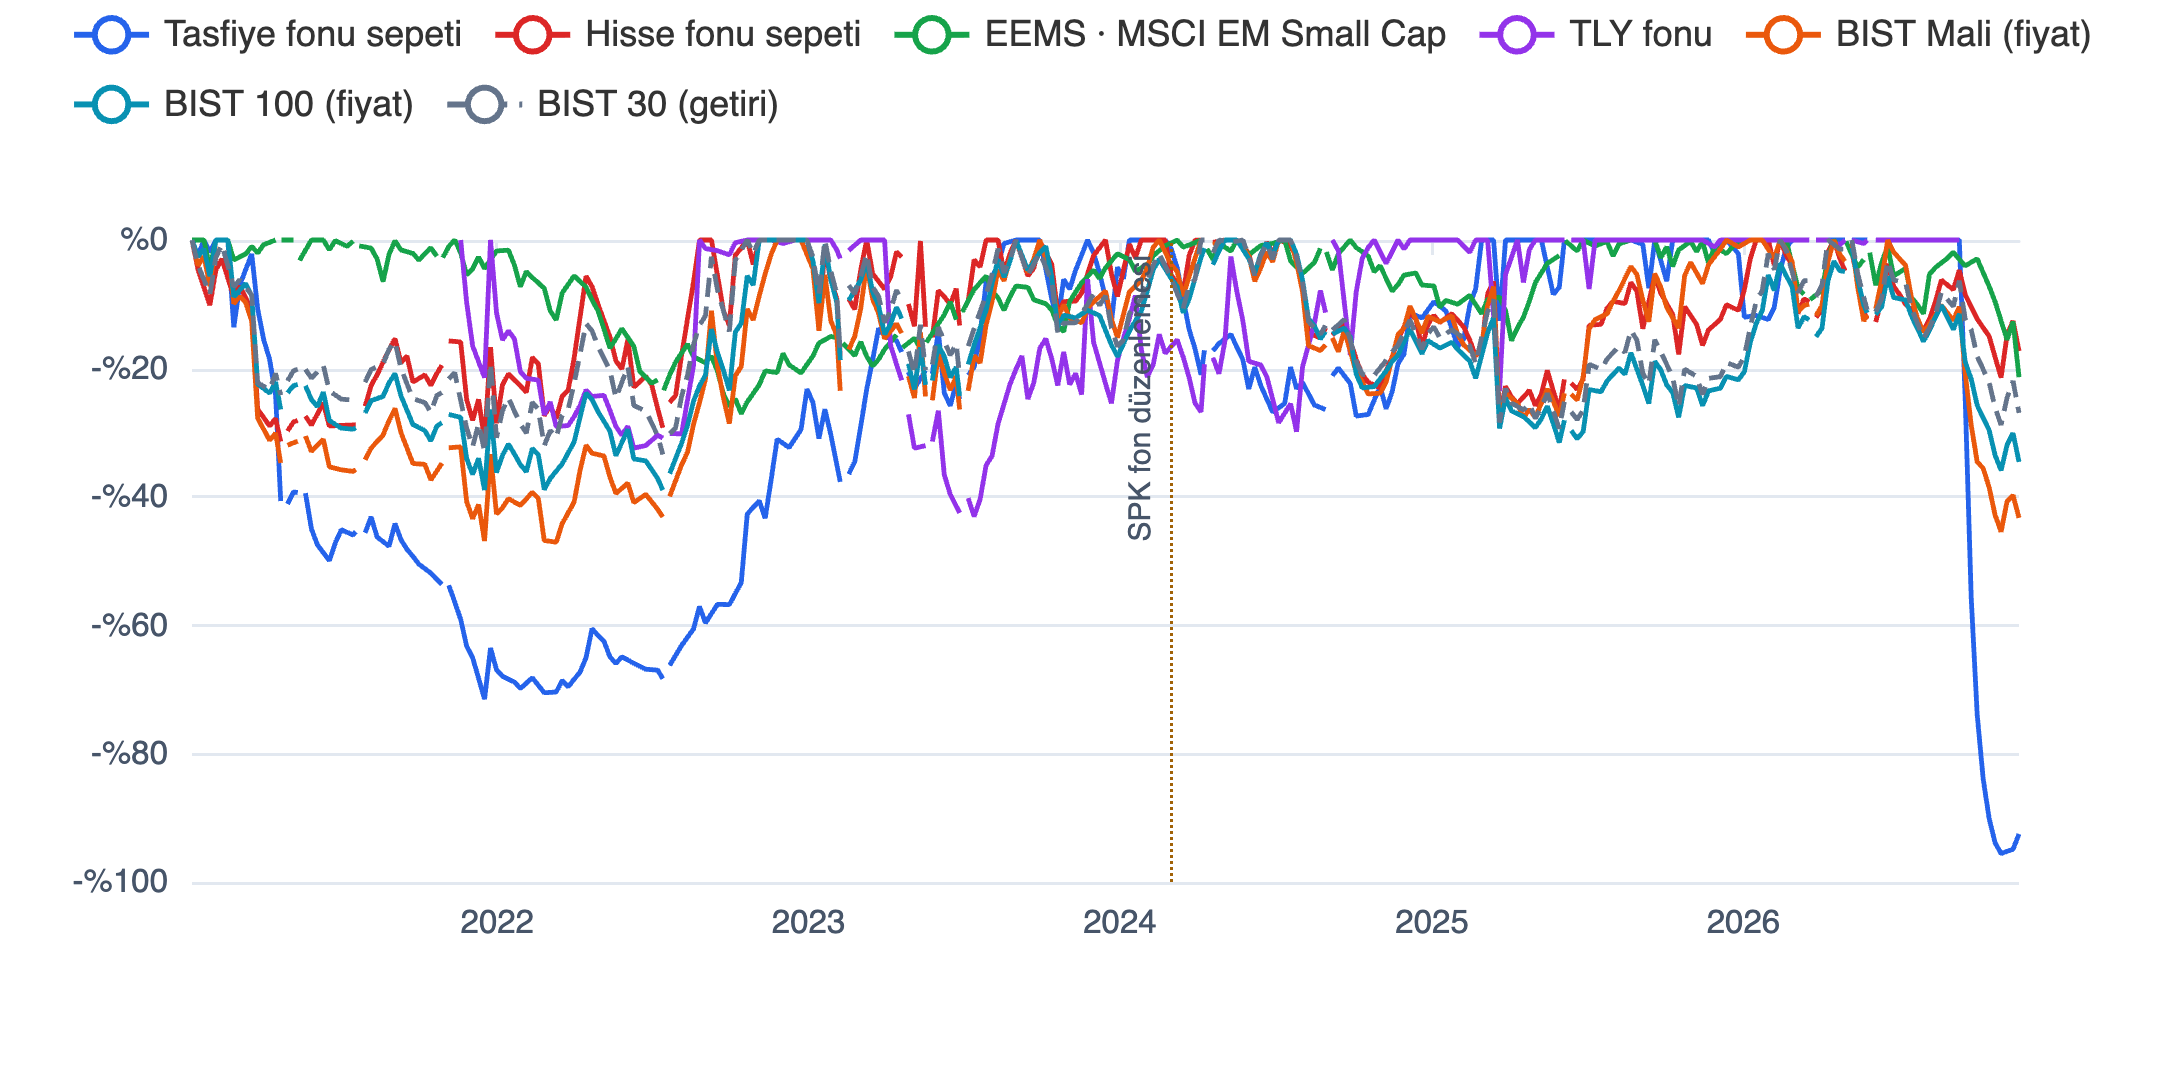 Tasfiye fonu sepeti Hisse fonu sepeti EEMS · MSCI EM Small Cap TLY fonu BIST Mali (fiyat)
BIST 100 (fiyat) BIST 30 (getiri)
%0
-%20
-%40
-%60
-%80
-%100
SPK fon düzenlemesi
2022 2023 2024 2025 2026